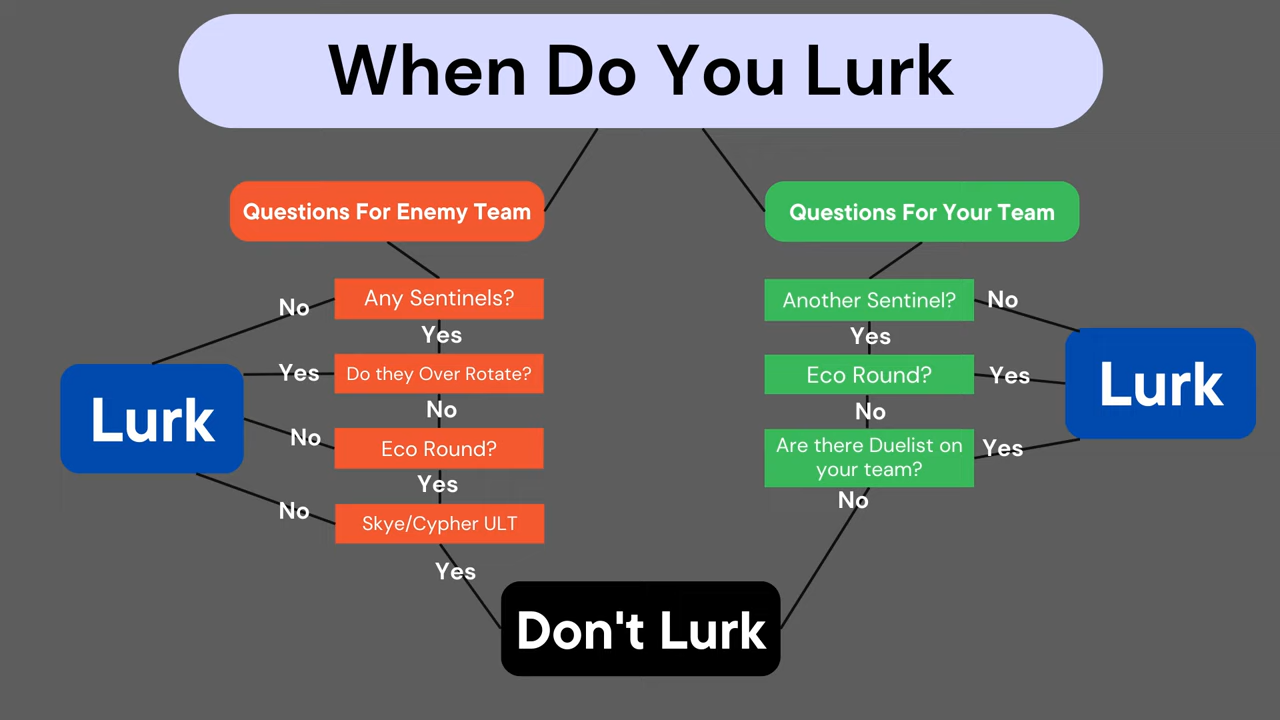 When Do You Lurk
Questions For Enemy Team
Any Sentinels?
No
Yes
Do they Over Rotate?
Yes
No
Eco Round?
No
Yes
Skye/Cypher ULT
No
Yes
Lurk
Questions For Your Team
Another Sentinel?
No
Yes
Eco Round?
Yes
No
Are there Duelist on
your team?
Yes
No
Lurk
Don't Lurk